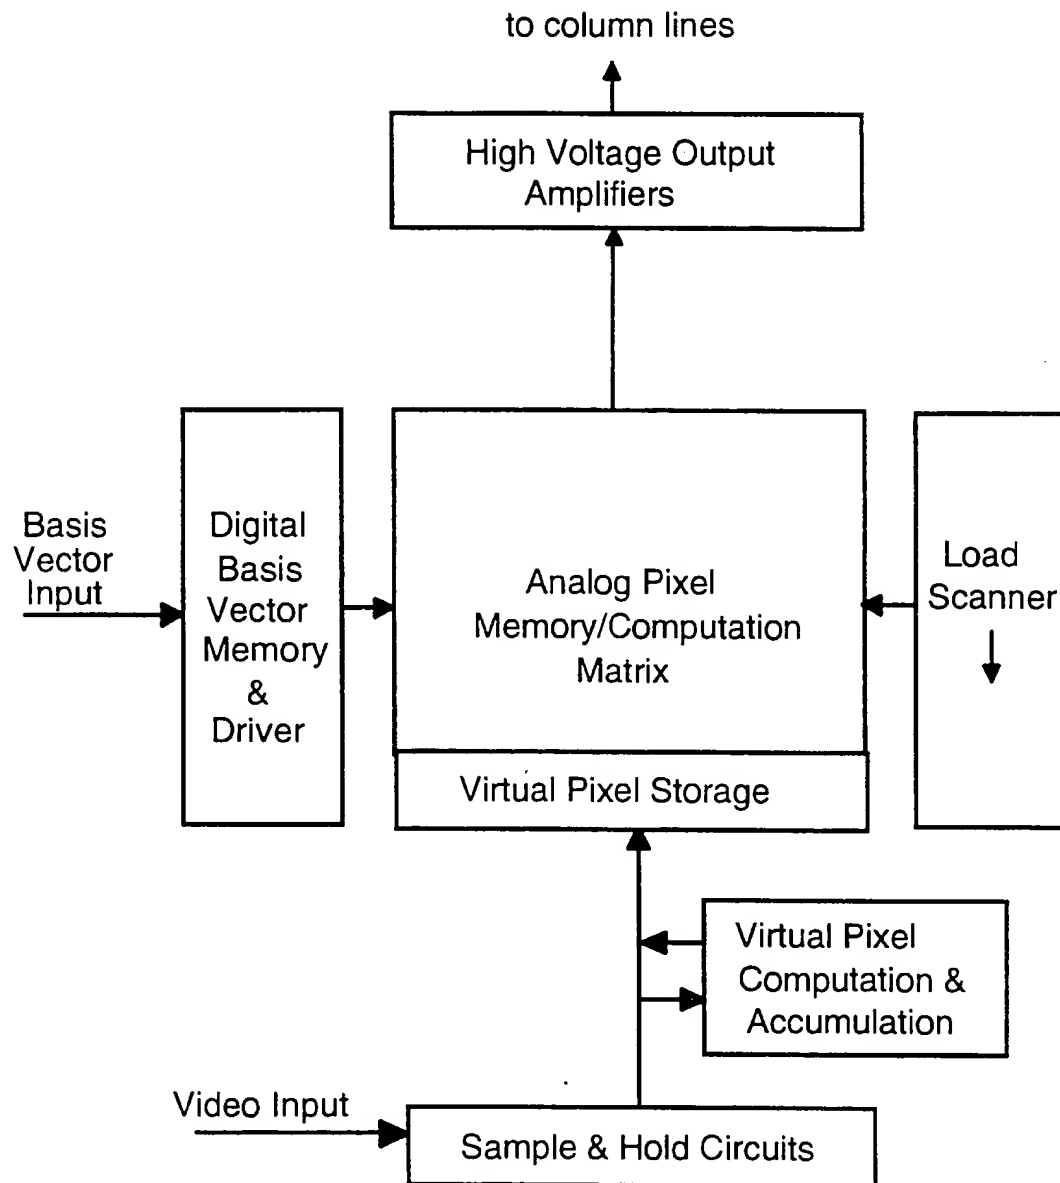 to column lines
High Voltage Output
Amplifiers
Basis
Vector
Input
Digital
Basis
Vector
Memory
&
Driver
Analog Pixel
Memory/Computation
Matrix
Load
Scanner
Virtual Pixel Storage
Virtual Pixel
Computation &
Accumulation
Video Input
Sample & Hold Circuits